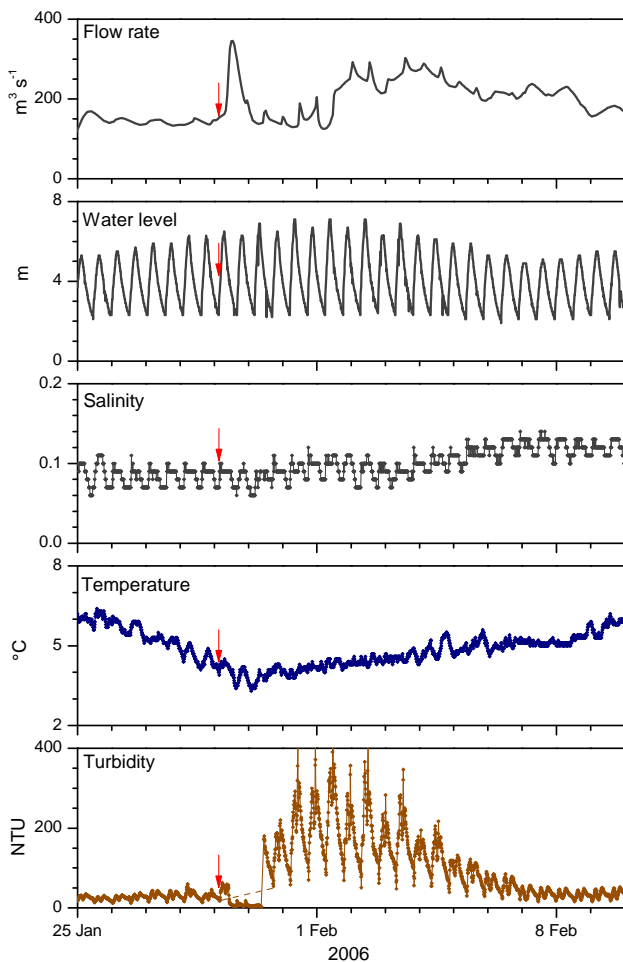 400
Flow rate
m³ s⁻¹
200
0
8
Water level
m
4
0
0.2
Salinity
0.1
0.0
8
Temperature
°C
5
2
400
Turbidity
NTU
200
0
25 Jan
1 Feb
8 Feb
2006